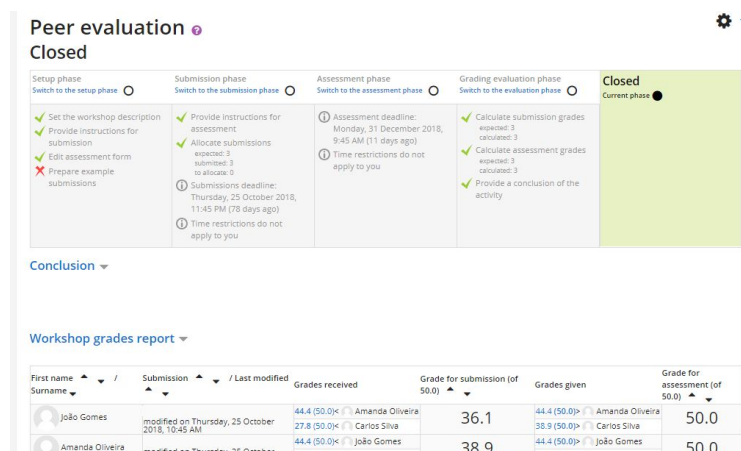 Peer evaluation
Closed
Setup phase
Switch to the setup phase
Submission phase
Switch to the submission phase
Assessment phase
Switch to the assessment phase
Grading evaluation phase
Switch to the evaluation phase
Closed
Current phase
Set the workshop description
Provide instructions for
submission
Edit assessment form
Prepare example
submissions
Provide instructions for
assessment
Allocate submissions
expected: 3
submitted: 3
to allocate: 0
Submissions deadline:
Thursday, 25 October 2018,
11:45 PM (78 days ago)
Time restrictions do not
apply to you
Assessment deadline:
Monday, 31 December 2018,
9:45 AM (11 days ago)
Time restrictions do not
apply to you
Calculate submission grades
expected: 3
calculated: 3
Calculate assessment grades
expected: 3
calculated: 3
Provide a conclusion of the
activity
Conclusion
Workshop grades report
First name / Surname
Submission / Last modified
Grades received
Grade for submission (of 50.0)
Grades given
Grade for assessment (of 50.0)
João Gomes
modified on Thursday, 25 October
2018, 10:45 AM
44.4 (50.0)< Amanda Oliveira
27.8 (50.0)< Carlos Silva
36.1
44.4 (50.0)> Amanda Oliveira
38.9 (50.0)> Carlos Silva
50.0
Amanda Oliveira
modified on Thursday, 25 October
44.4 (50.0)< João Gomes
38.9
44.4 (50.0)> João Gomes
50.0